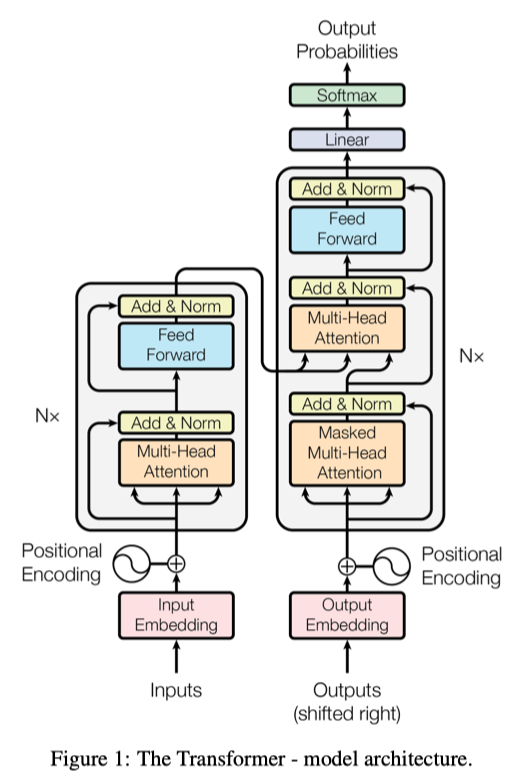 Output
Probabilities
Softmax
Linear
Add & Norm
Feed
Forward
Add & Norm
Multi-Head
Attention
Nx
Add & Norm
Masked
Multi-Head
Attention
Add & Norm
Feed
Forward
Nx
Add & Norm
Multi-Head
Attention
Positional
Encoding
Positional
Encoding
Input
Embedding
Output
Embedding
Inputs
Outputs
(shifted right)
Figure 1: The Transformer - model architecture.